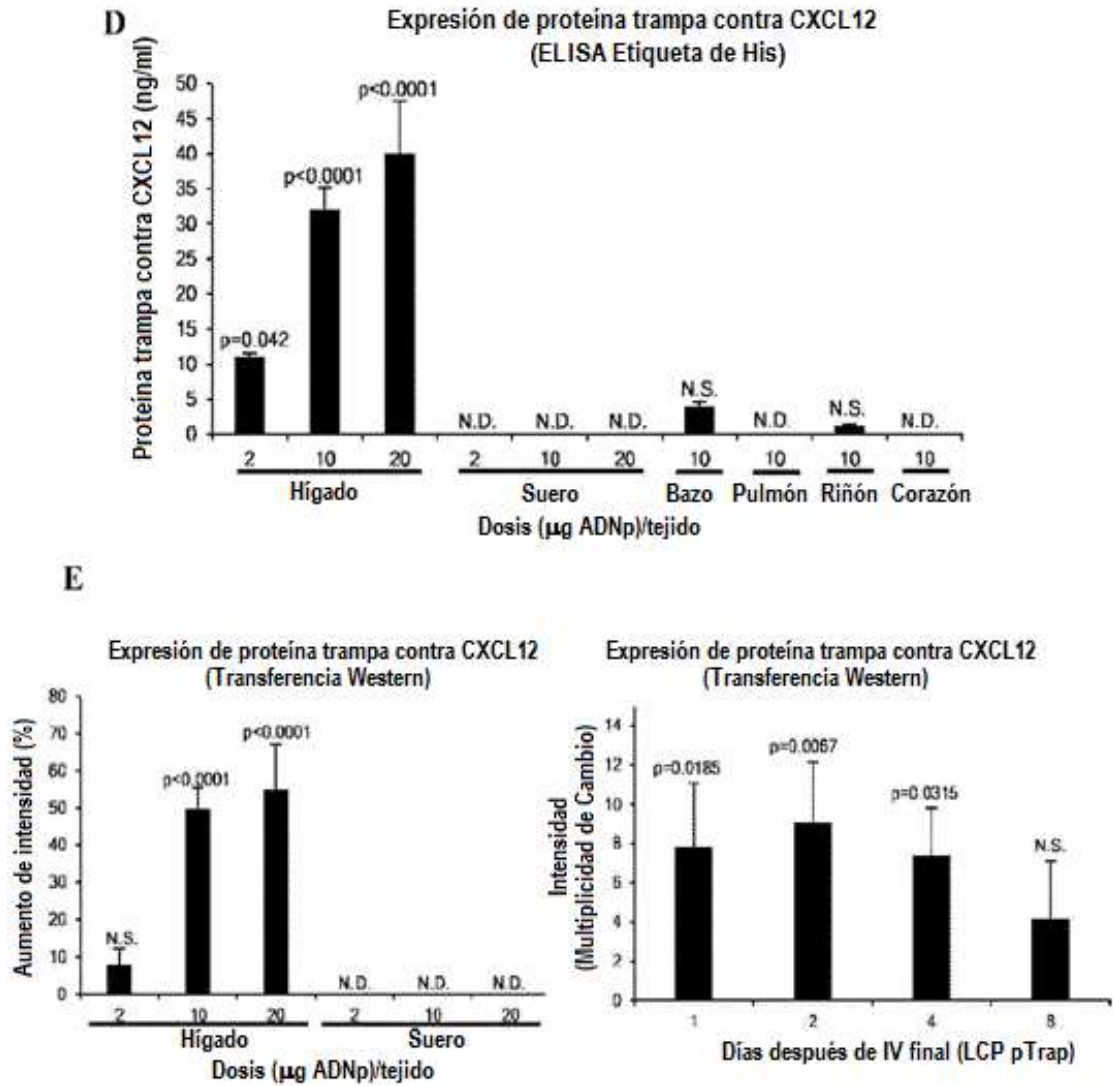 D
Expresión de proteína trampa contra CXCL12
(ELISA Etiqueta de His)
Proteína trampa contra CXCL12 (ng/ml)
50
45
40
35
30
25
20
15
10
5
0
p=0.042
p<0.0001
p<0.0001
N.D.
N.D.
N.D.
N.S.
N.D.
N.S.
N.D.
2 10 20 2 10 20 10 10 10 10
Hígado Suero Bazo Pulmón Riñón Corazón
Dosis (µg ADNp)/tejido
E
Expresión de proteína trampa contra CXCL12
(Transferencia Western)
Aumento de intensidad (%)
80
70
60
50
40
30
20
10
0
N.S.
p<0.0001
p<0.0001
N.D.
N.D.
N.D.
2 10 20 2 10 20
Hígado Suero
Dosis (µg ADNp)/tejido
Expresión de proteína trampa contra CXCL12
(Transferencia Western)
Intensidad
(Multiplicidad de Cambio)
14
12
10
8
6
4
2
0
p=0.0185
p=0.0067
p=0.0315
N.S.
1 2 4 8
Días después de IV final (LCP pTrap)